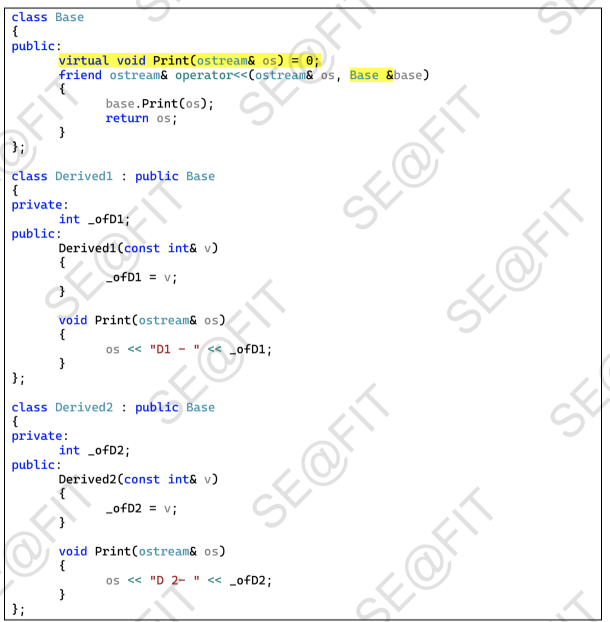 class Base
{
public:
virtual void Print(ostream& os) = 0;
friend ostream& operator<<(ostream& os, Base &base)
{
base.Print(os);
return os;
}
};
class Derived1 : public Base
{
private:
int _ofD1;
public:
Derived1(const int& v)
{
_ofD1 = v;
}
void Print(ostream& os)
{
os << "D1 - " << _ofD1;
}
};
class Derived2 : public Base
{
private:
int _ofD2;
public:
Derived2(const int& v)
{
_ofD2 = v;
}
void Print(ostream& os)
{
os << "D 2- " << _ofD2;
}
};
SE@FIT
SE@FIT
SE@FIT
SE@FIT
SE@FIT
SE@FIT
SE@FIT
SE@FIT
SE@FIT